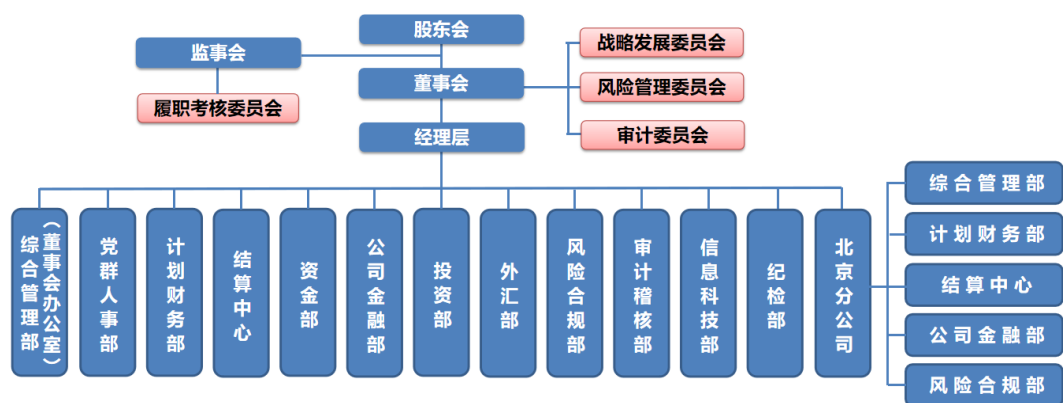 股东会
监事会
董事会
战略发展委员会
风险管理委员会
审计委员会
履职考核委员会
经理层
综合管理部
（董事会办公室）
党群人事部
计划财务部
结算中心
资金部
公司金融部
投资部
外汇部
风险合规部
审计稽核部
信息科技部
纪检部
北京分公司
综合管理部
计划财务部
结算中心
公司金融部
风险合规部